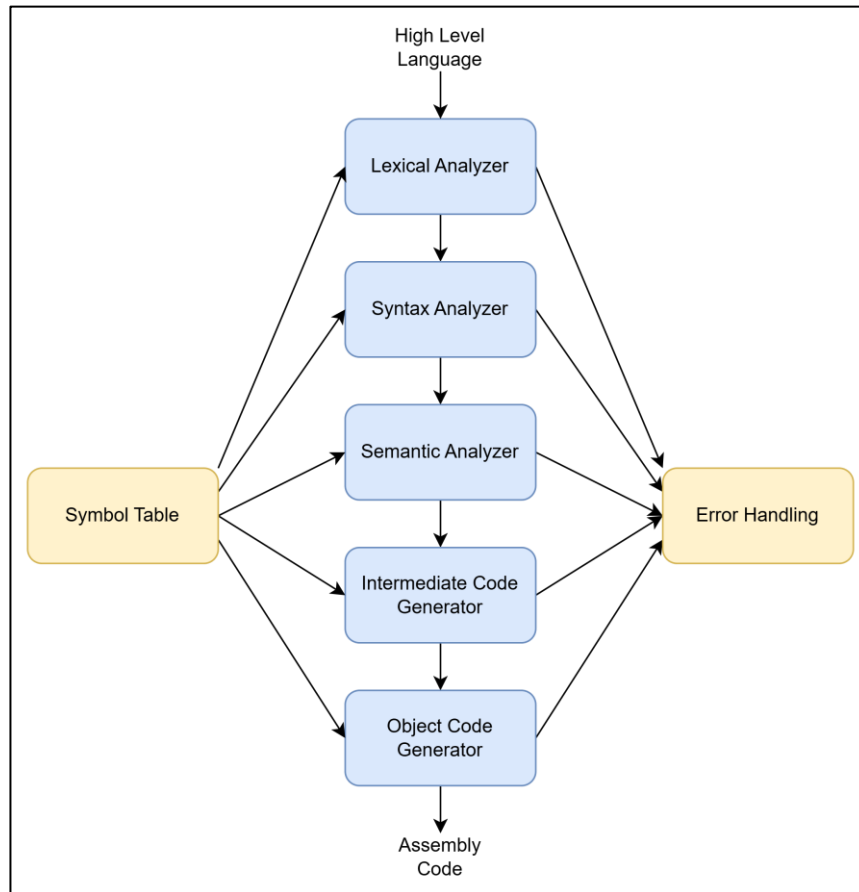 High Level
Language
Lexical Analyzer
Syntax Analyzer
Semantic Analyzer
Symbol Table
Error Handling
Intermediate Code
Generator
Object Code
Generator
Assembly
Code